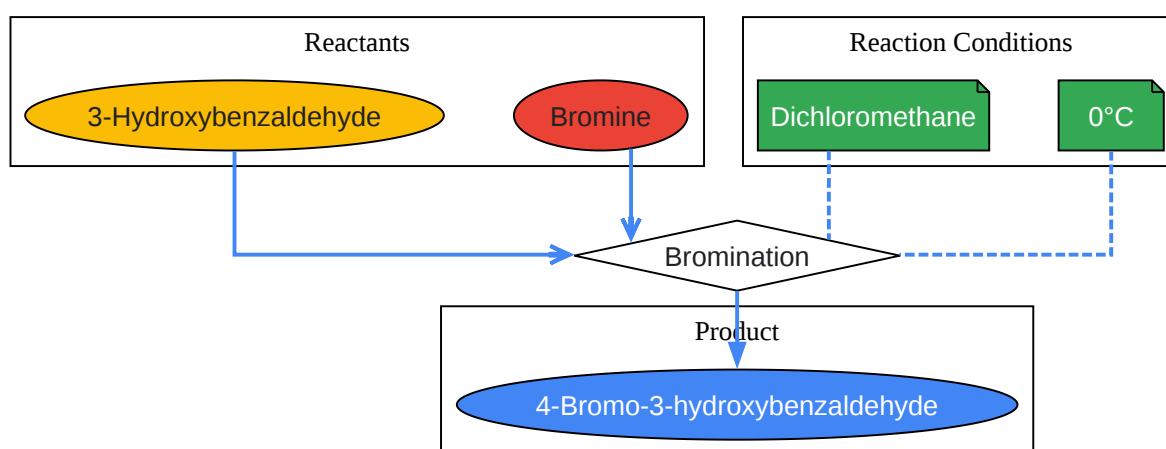 Reactants
Reaction Conditions
3-Hydroxybenzaldehyde
Bromine
Dichloromethane
0°C
Bromination
Product
4-Bromo-3-hydroxybenzaldehyde